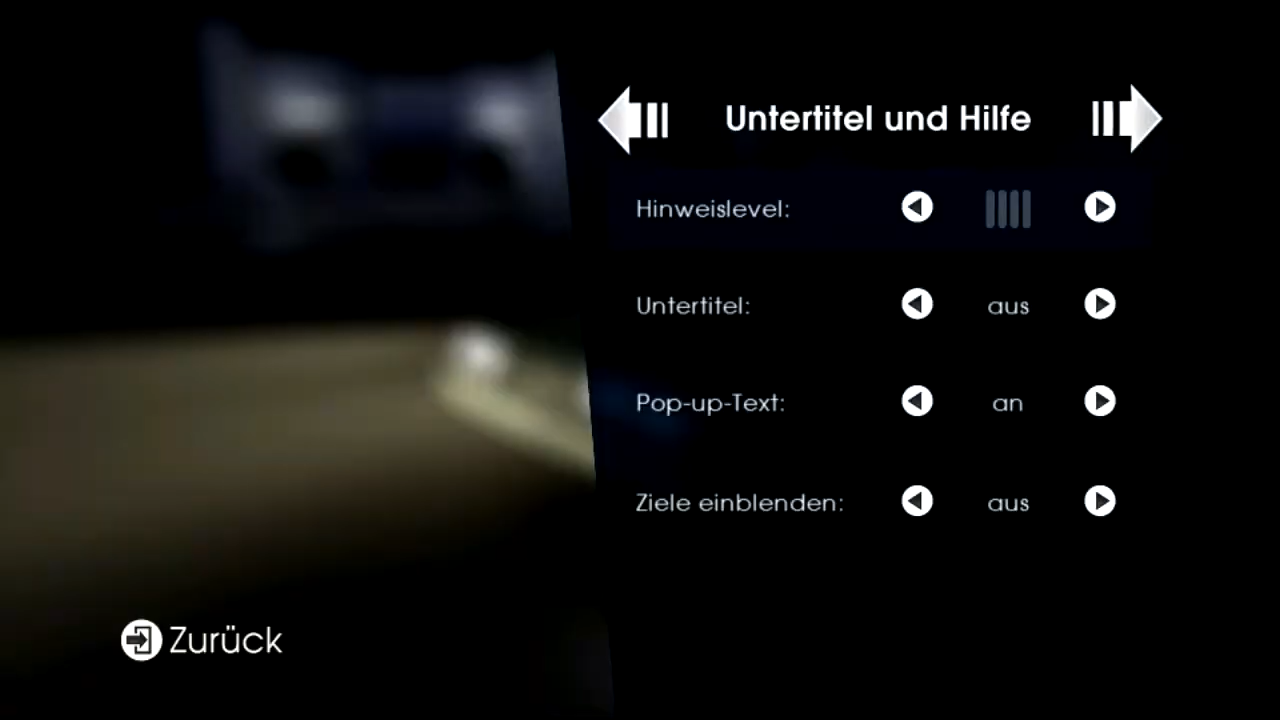 Untertitel und Hilfe
Hinweislevel:
Untertitel: aus
Pop-up-Text: an
Ziele einblenden: aus
Zurück